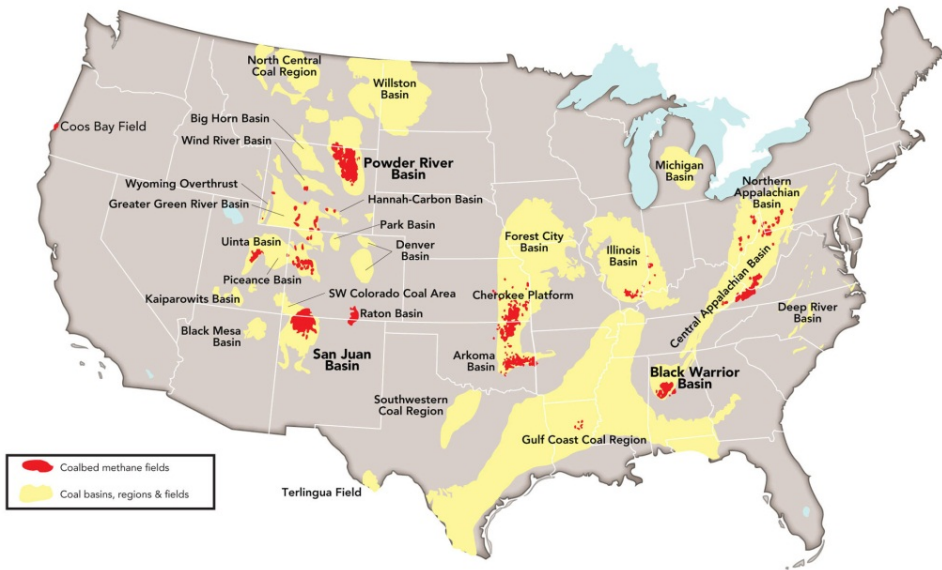 North Central
Coal Region
Willston
Basin
Big Horn Basin
Coos Bay Field
Wind River Basin
Powder River
Basin
Michigan
Basin
Northern
Appalachian
Basin
Wyoming Overthrust
Greater Green River Basin
Hannah-Carbon Basin
Park Basin
Forest City
Basin
Illinois
Basin
Uinta Basin
Denver
Basin
Piceance Basin
Central Appalachian Basin
Kaiparowits Basin
SW Colorado Coal Area
Cherokee Platform
Raton Basin
Deep River
Basin
Black Mesa
Basin
San Juan
Basin
Arkoma
Basin
Black Warrior
Basin
Southwestern
Coal Region
Gulf Coast Coal Region
Coalbed methane fields
Coal basins, regions & fields
Terlingua Field